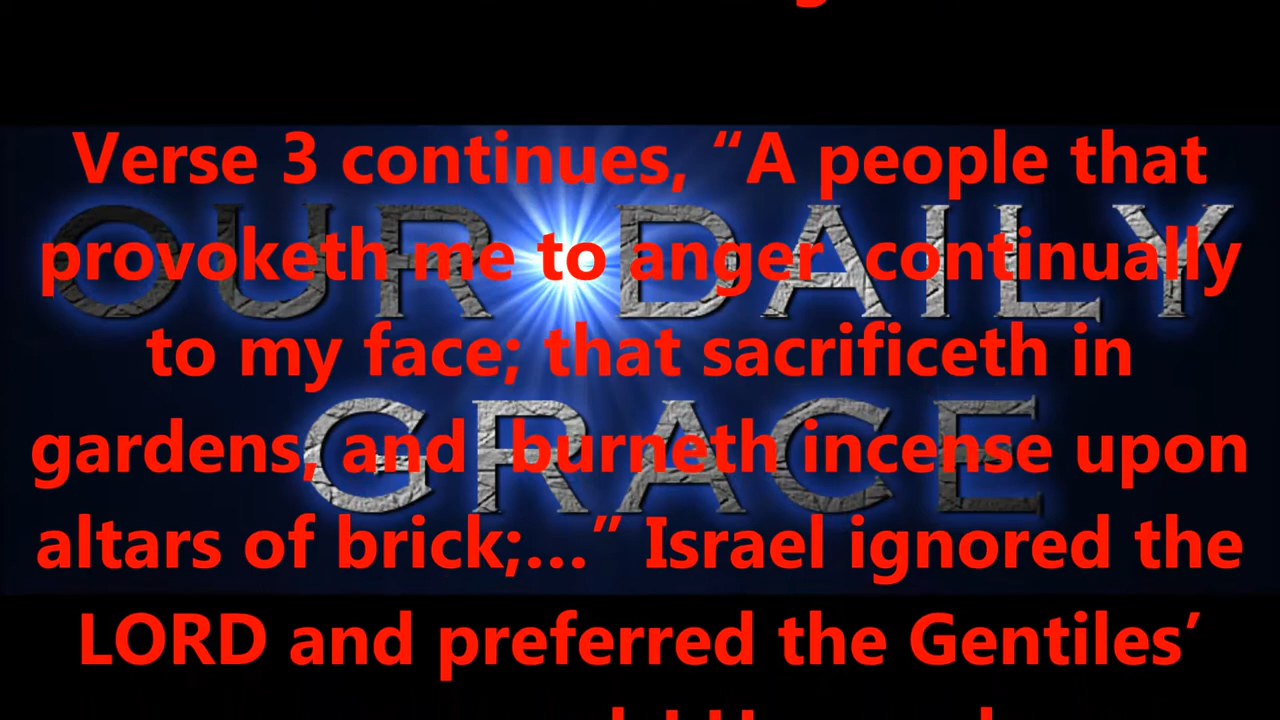 Verse 3 continues, “A people that
provoketh me to anger continually
to my face; that sacrificeth in
gardens, and burneth incense upon
altars of brick;…” Israel ignored the
LORD and preferred the Gentiles’
OUR DAILY
GRACE